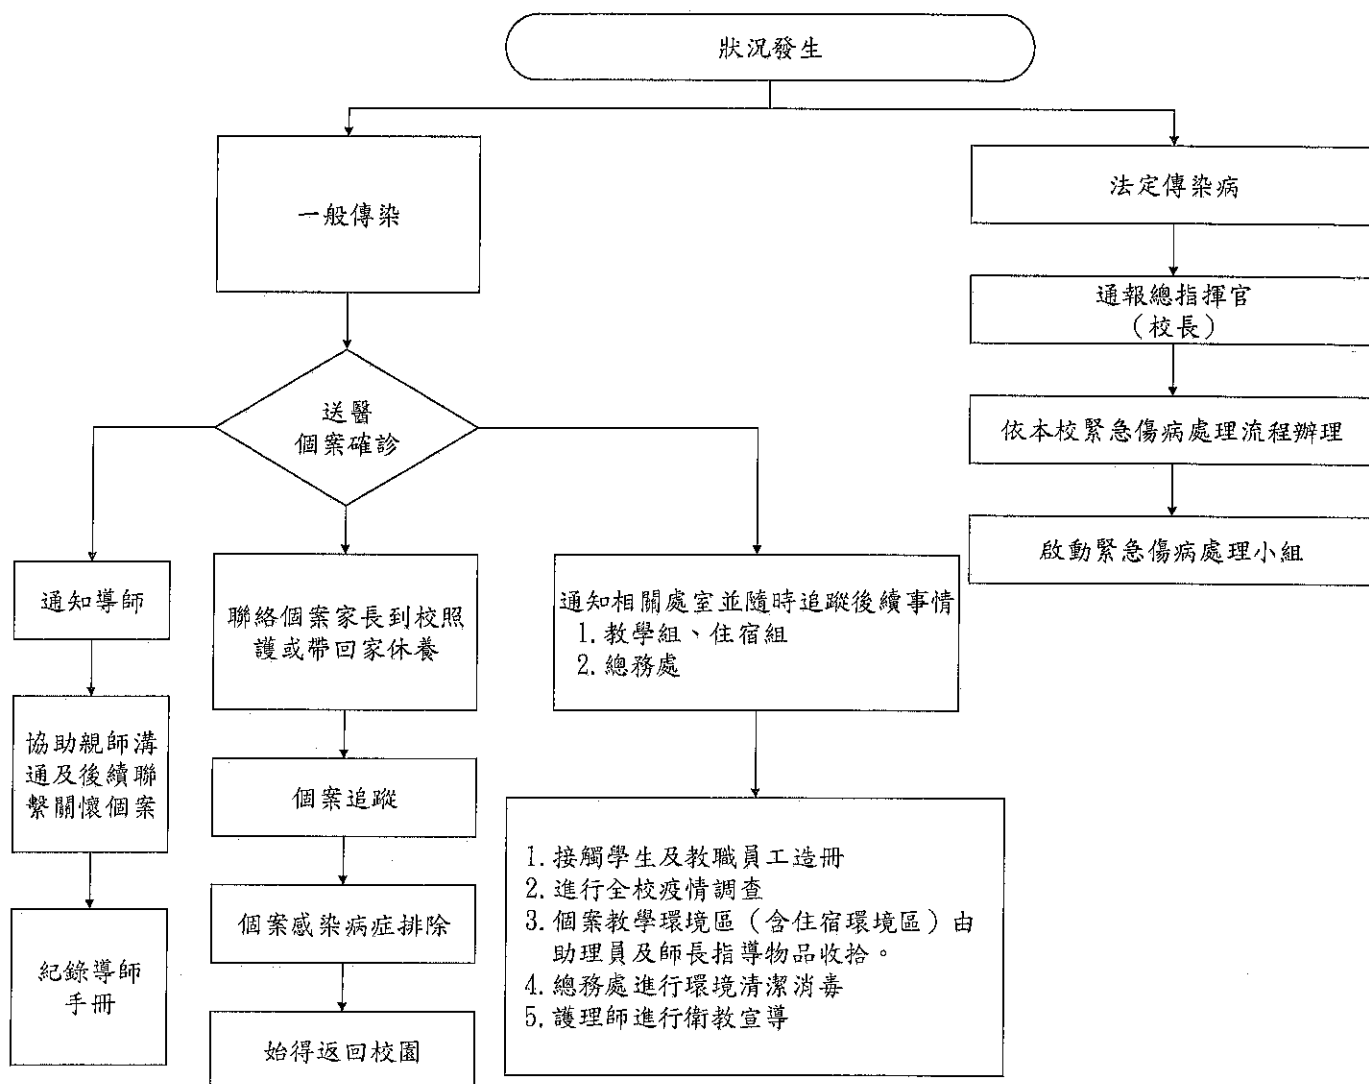 狀況發生
一般傳染
法定傳染病
通報總指揮官
（校長）
送醫
個案確診
依本校緊急傷病處理流程辦理
啟動緊急傷病處理小組
通知導師
聯絡個案家長到校照
護或帶回家休養
通知相關處室並隨時追蹤後續事情
1. 教學組、住宿組
2. 總務處
協助親師溝
通及後續聯
繫關懷個案
個案追蹤
1. 接觸學生及教職員工造冊
2. 進行全校疫情調查
3. 個案教學環境區（含住宿環境區）由
助理員及師長指導物品收拾。
4. 總務處進行環境清潔消毒
5. 護理師進行衛教宣導
個案感染病症排除
紀錄導師
手冊
始得返回校園